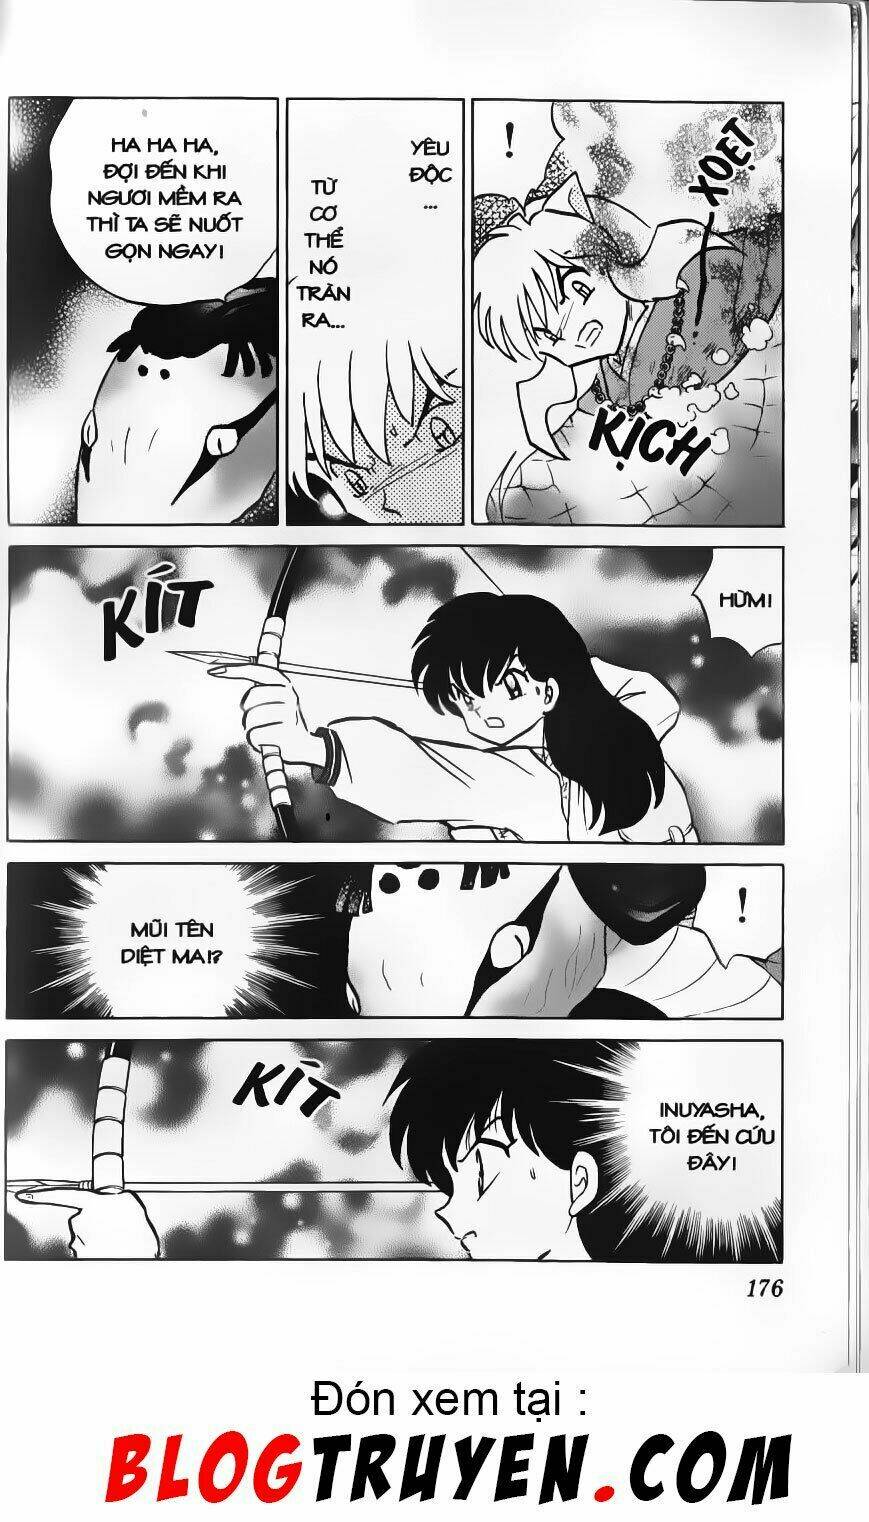 !
XOẸT
KỊCH
YÊU
ĐỘC
...
TỪ
CƠ
THỂ
NÓ
TRÀN
RA...
HA HA HA,
ĐỢI ĐẾN KHI
NGƯƠI MỀM RA
THÌ TA SẼ NUỐT
GỌN NGAY!
HỪM!
KÍT
!
MŨI TÊN
DIỆT MA!?
INUYASHA,
TÔI ĐẾN CỨU
ĐÂY!
KÍT
176
Đón xem tại :
BLOGTRUYEN.COM